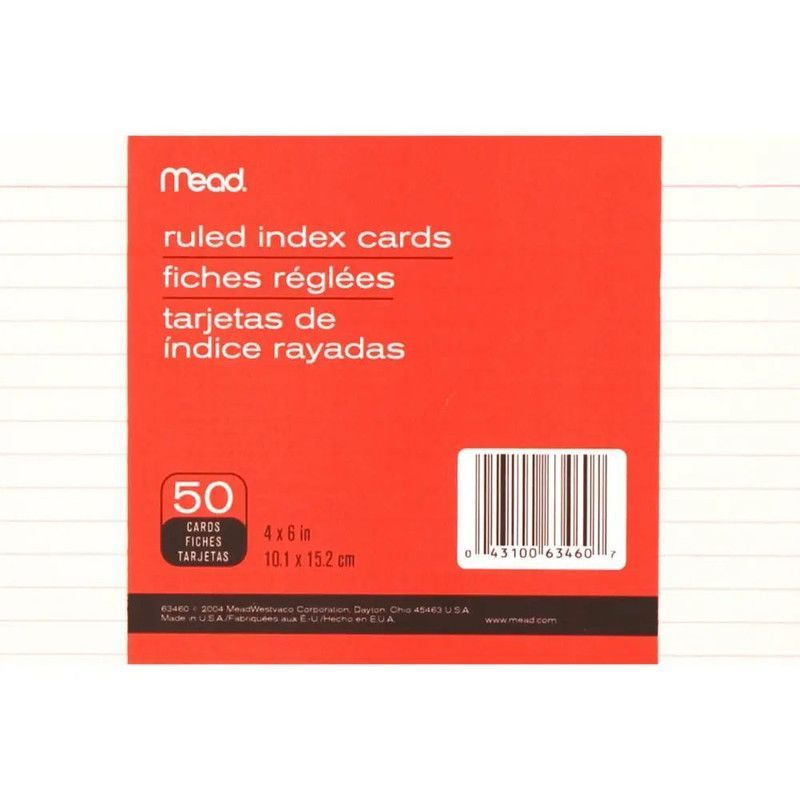 Mead
ruled index cards
fiches réglées
tarjetas de
índice rayadas
50
CARDS
FICHES
TARJETAS
4 x 6 in
10.1 x 15.2 cm
0 43100 63460 7
63460 © 2004 MeadWestvaco Corporation, Dayton, Ohio 45463 U.S.A.
Made in U.S.A./Fabriquées aux É.-U./Hecho en E.U.A.
www.mead.com